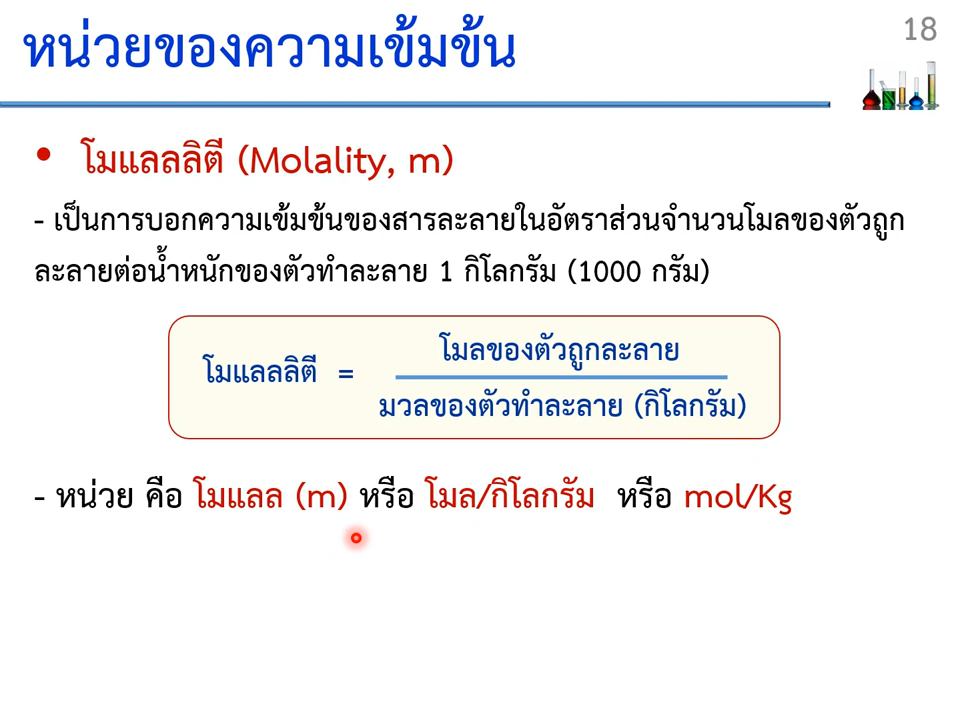 18
หน่วยของความเข้มข้น
• โมแลลลิตี (Molality, m)
- เป็นการบอกความเข้มข้นของสารละลายในอัตราส่วนจำนวนโมลของตัวถูก
ละลายต่อน้ำหนักของตัวทำละลาย 1 กิโลกรัม (1000 กรัม)
โมลของตัวถูกละลาย
โมแลลลิตี =
มวลของตัวทำละลาย (กิโลกรัม)
- หน่วย คือ โมแลล (m) หรือ โมล/กิโลกรัม หรือ mol/Kg